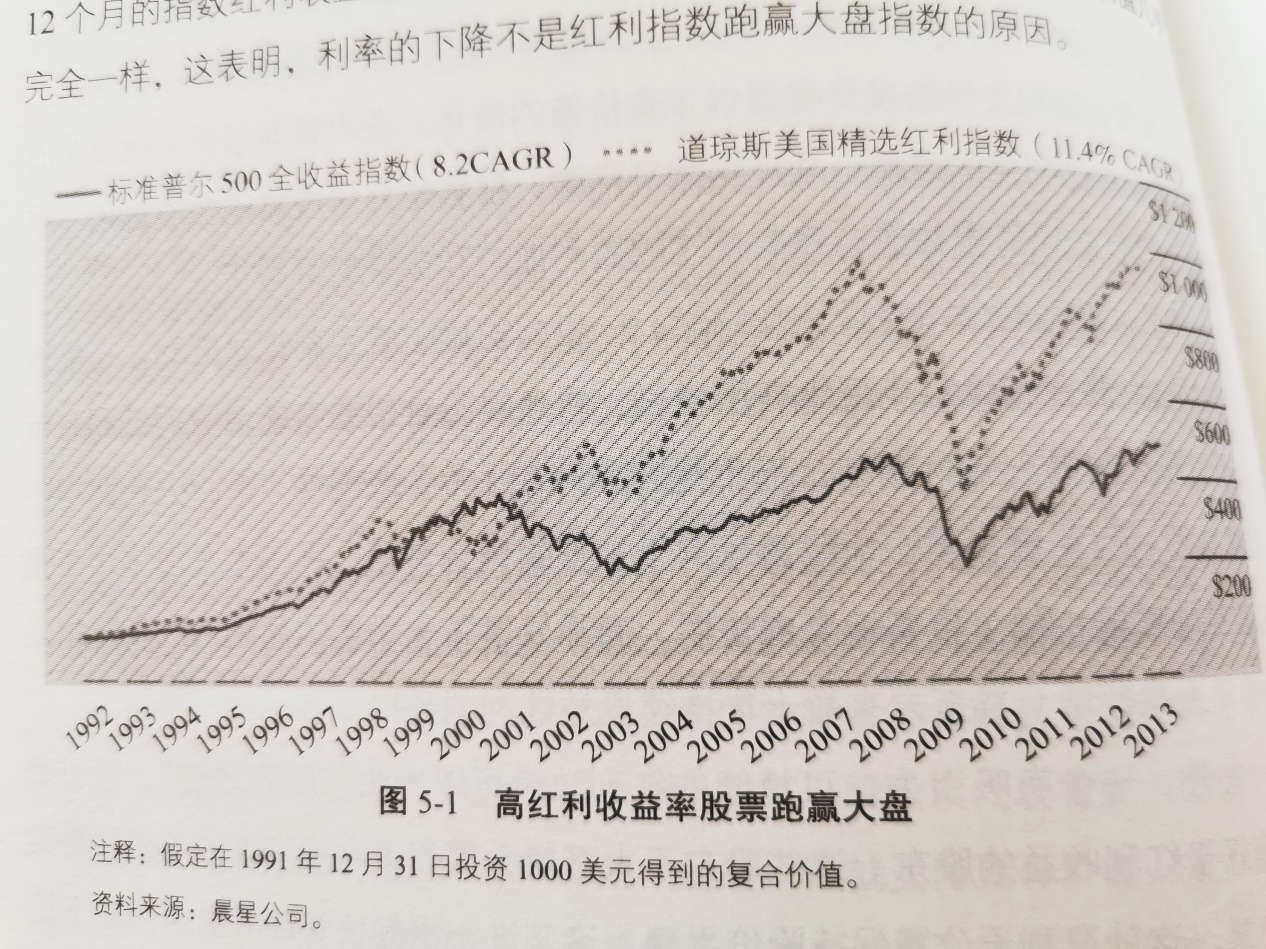 12 个月的指数红利收益
完全一样，这表明，利率的下降不是红利指数跑赢大盘指数的原因。
标准普尔 500 全收益指数( 8.2CAGR ) 道琼斯美国精选红利指数 ( 11.4% CAGR )
$1 200
$1 000
$800
$600
$400
$200
1992 1993 1994 1995 1996 1997 1998 1999 2000 2001 2002 2003 2004 2005 2006 2007 2008 2009 2010 2011 2012 2013
图 5-1 高红利收益率股票跑赢大盘
注释：假定在 1991 年 12 月 31 日投资 1000 美元得到的复合价值。
资料来源：晨星公司。